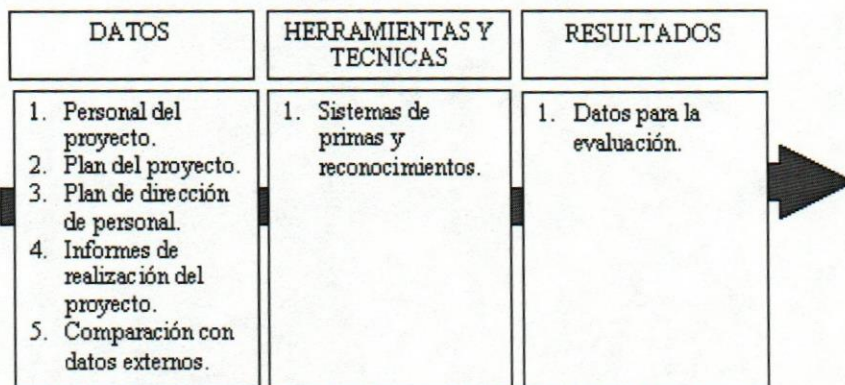 DATOS
HERRAMIENTAS Y
TECNICAS
RESULTADOS
1. Personal del
proyecto.
2. Plan del proyecto.
3. Plan de dirección
de personal.
4. Informes de
realización del
proyecto.
5. Comparación con
datos externos.
1. Sistemas de
primas y
reconocimientos.
1. Datos para la
evaluación.